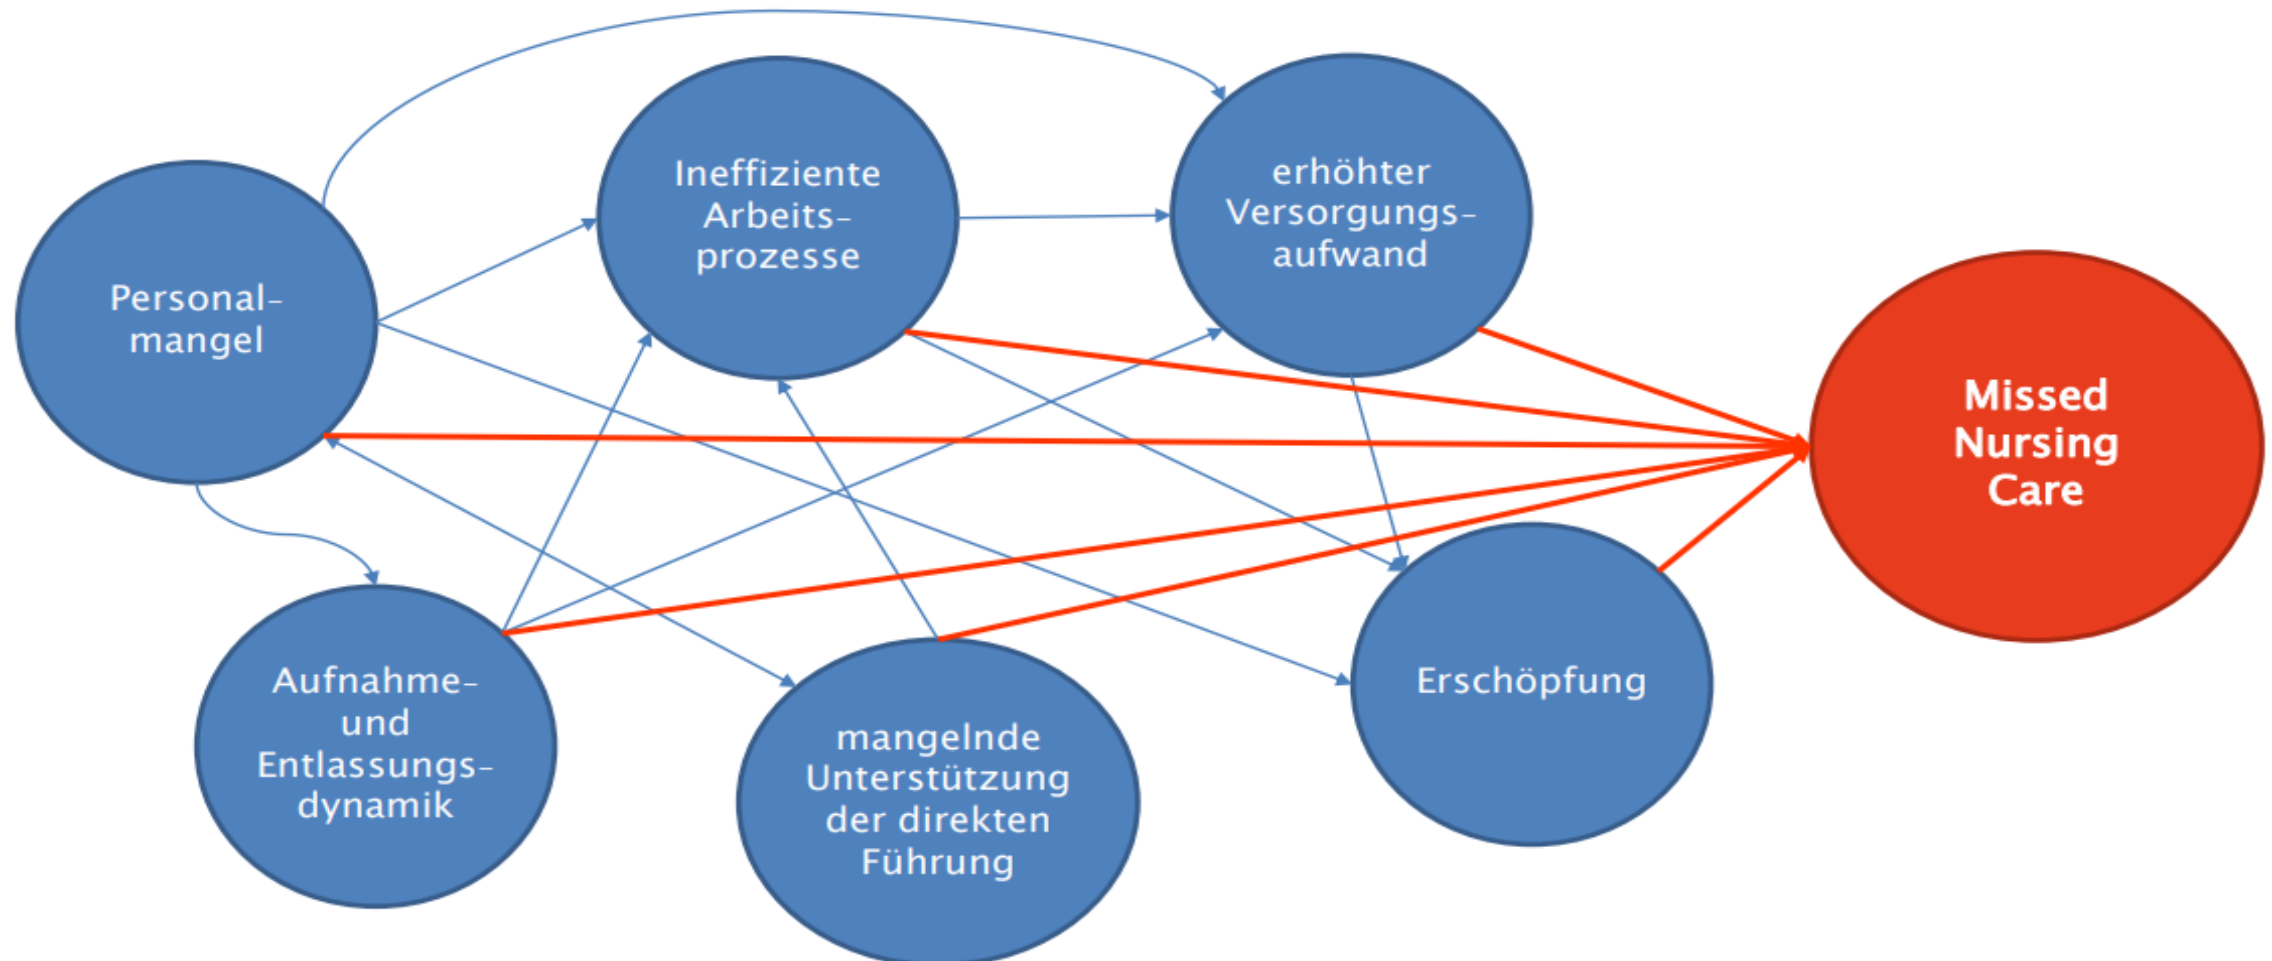 Personal-
mangel
Ineffiziente
Arbeits-
prozesse
erhöhter
Versorgungs-
aufwand
Missed
Nursing
Care
Aufnahme-
und
Entlassungs-
dynamik
mangelnde
Unterstützung
der direkten
Führung
Erschöpfung